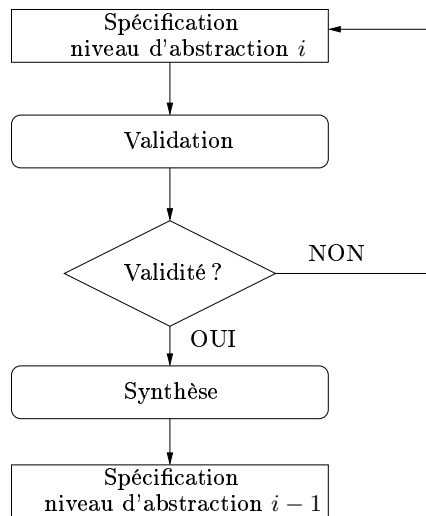 Spécification
niveau d'abstraction i
Validation
Validité ?
NON
OUI
Synthèse
Spécification
niveau d'abstraction i − 1